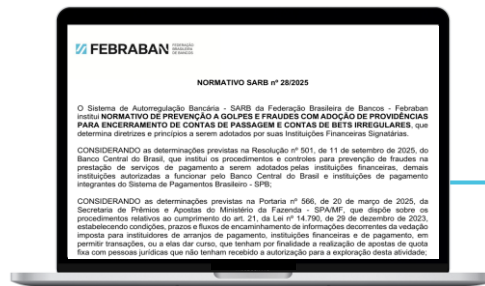 FEBRABAN FEDERAÇÃO
BRASILEIRA
DE BANCOS
NORMATIVO SARB nº 28/2025
O Sistema de Autorregulação Bancária - SARB da Federação Brasileira de Bancos - Febraban
institui NORMATIVO DE PREVENÇÃO A GOLPES E FRAUDES COM ADOÇÃO DE PROVIDÊNCIAS
PARA ENCERRAMENTO DE CONTAS DE PASSAGEM E CONTAS DE BETS IRREGULARES, que
determina diretrizes e princípios a serem adotados por suas Instituições Financeiras Signatárias.
CONSIDERANDO as determinações previstas na Resolução nº 501, de 11 de setembro de 2025, do
Banco Central do Brasil, que institui os procedimentos e controles para prevenção de fraudes na
prestação de serviços de pagamento a serem adotados pelas instituições financeiras, demais
instituições autorizadas a funcionar pelo Banco Central do Brasil e instituições de pagamento
integrantes do Sistema de Pagamentos Brasileiro - SPB;
CONSIDERANDO as determinações previstas na Portaria nº 566, de 20 de março de 2025, da
Secretaria de Prêmios e Apostas do Ministério da Fazenda - SPA/MF, que dispõe sobre os
procedimentos relativos ao cumprimento do art. 21, da Lei nº 14.790, de 29 de dezembro de 2023,
estabelecendo condições, prazos e fluxos de encaminhamento de informações decorrentes da vedação
imposta para instituidores de arranjos de pagamento, instituições financeiras e de pagamento, em
permitir transações, ou a elas dar curso, que tenham por finalidade a realização de apostas de quota
fixa com pessoas jurídicas que não tenham recebido a autorização para a exploração desta atividade;